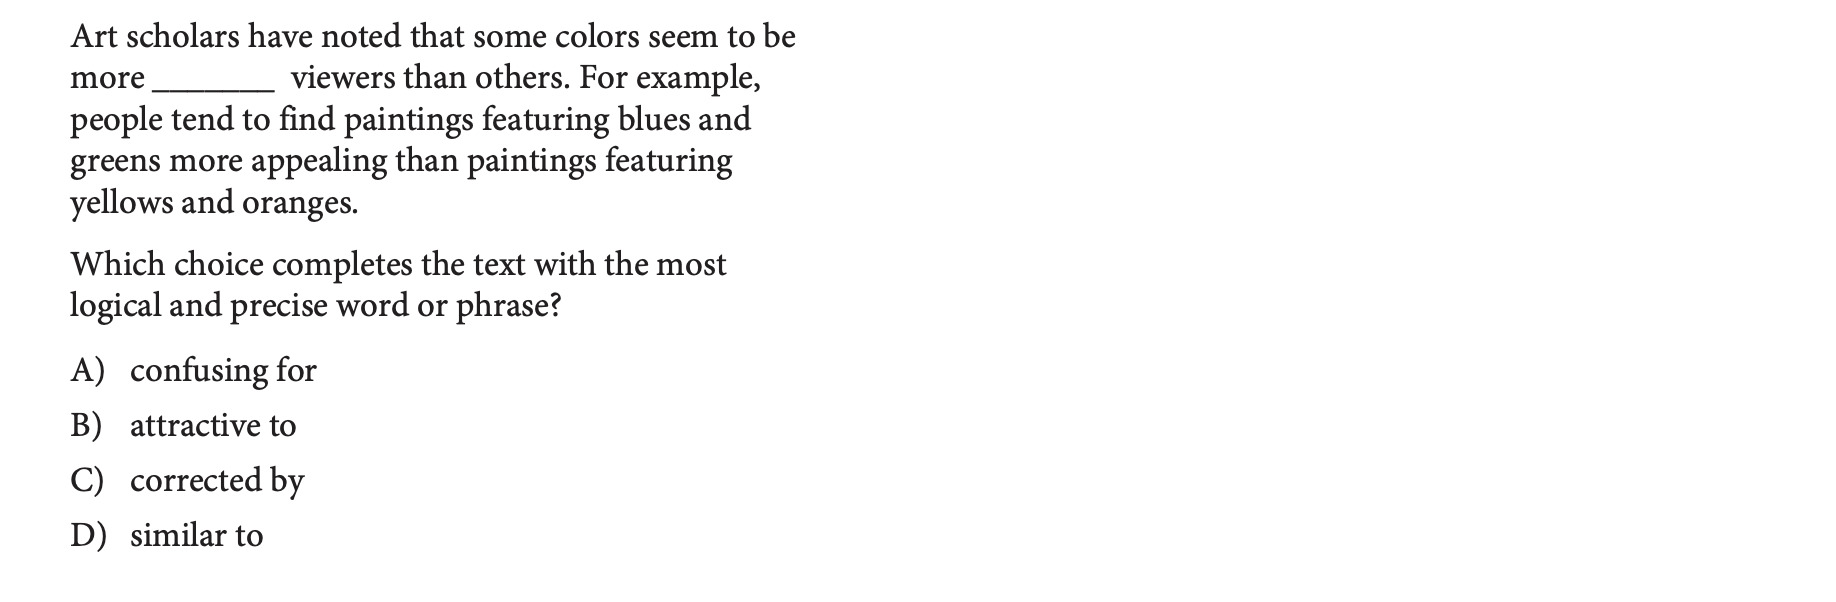 Art scholars have noted that some colors seem to be
more _______ viewers than others. For example,
people tend to find paintings featuring blues and
greens more appealing than paintings featuring
yellows and oranges.
Which choice completes the text with the most
logical and precise word or phrase?
A) confusing for
B) attractive to
C) corrected by
D) similar to